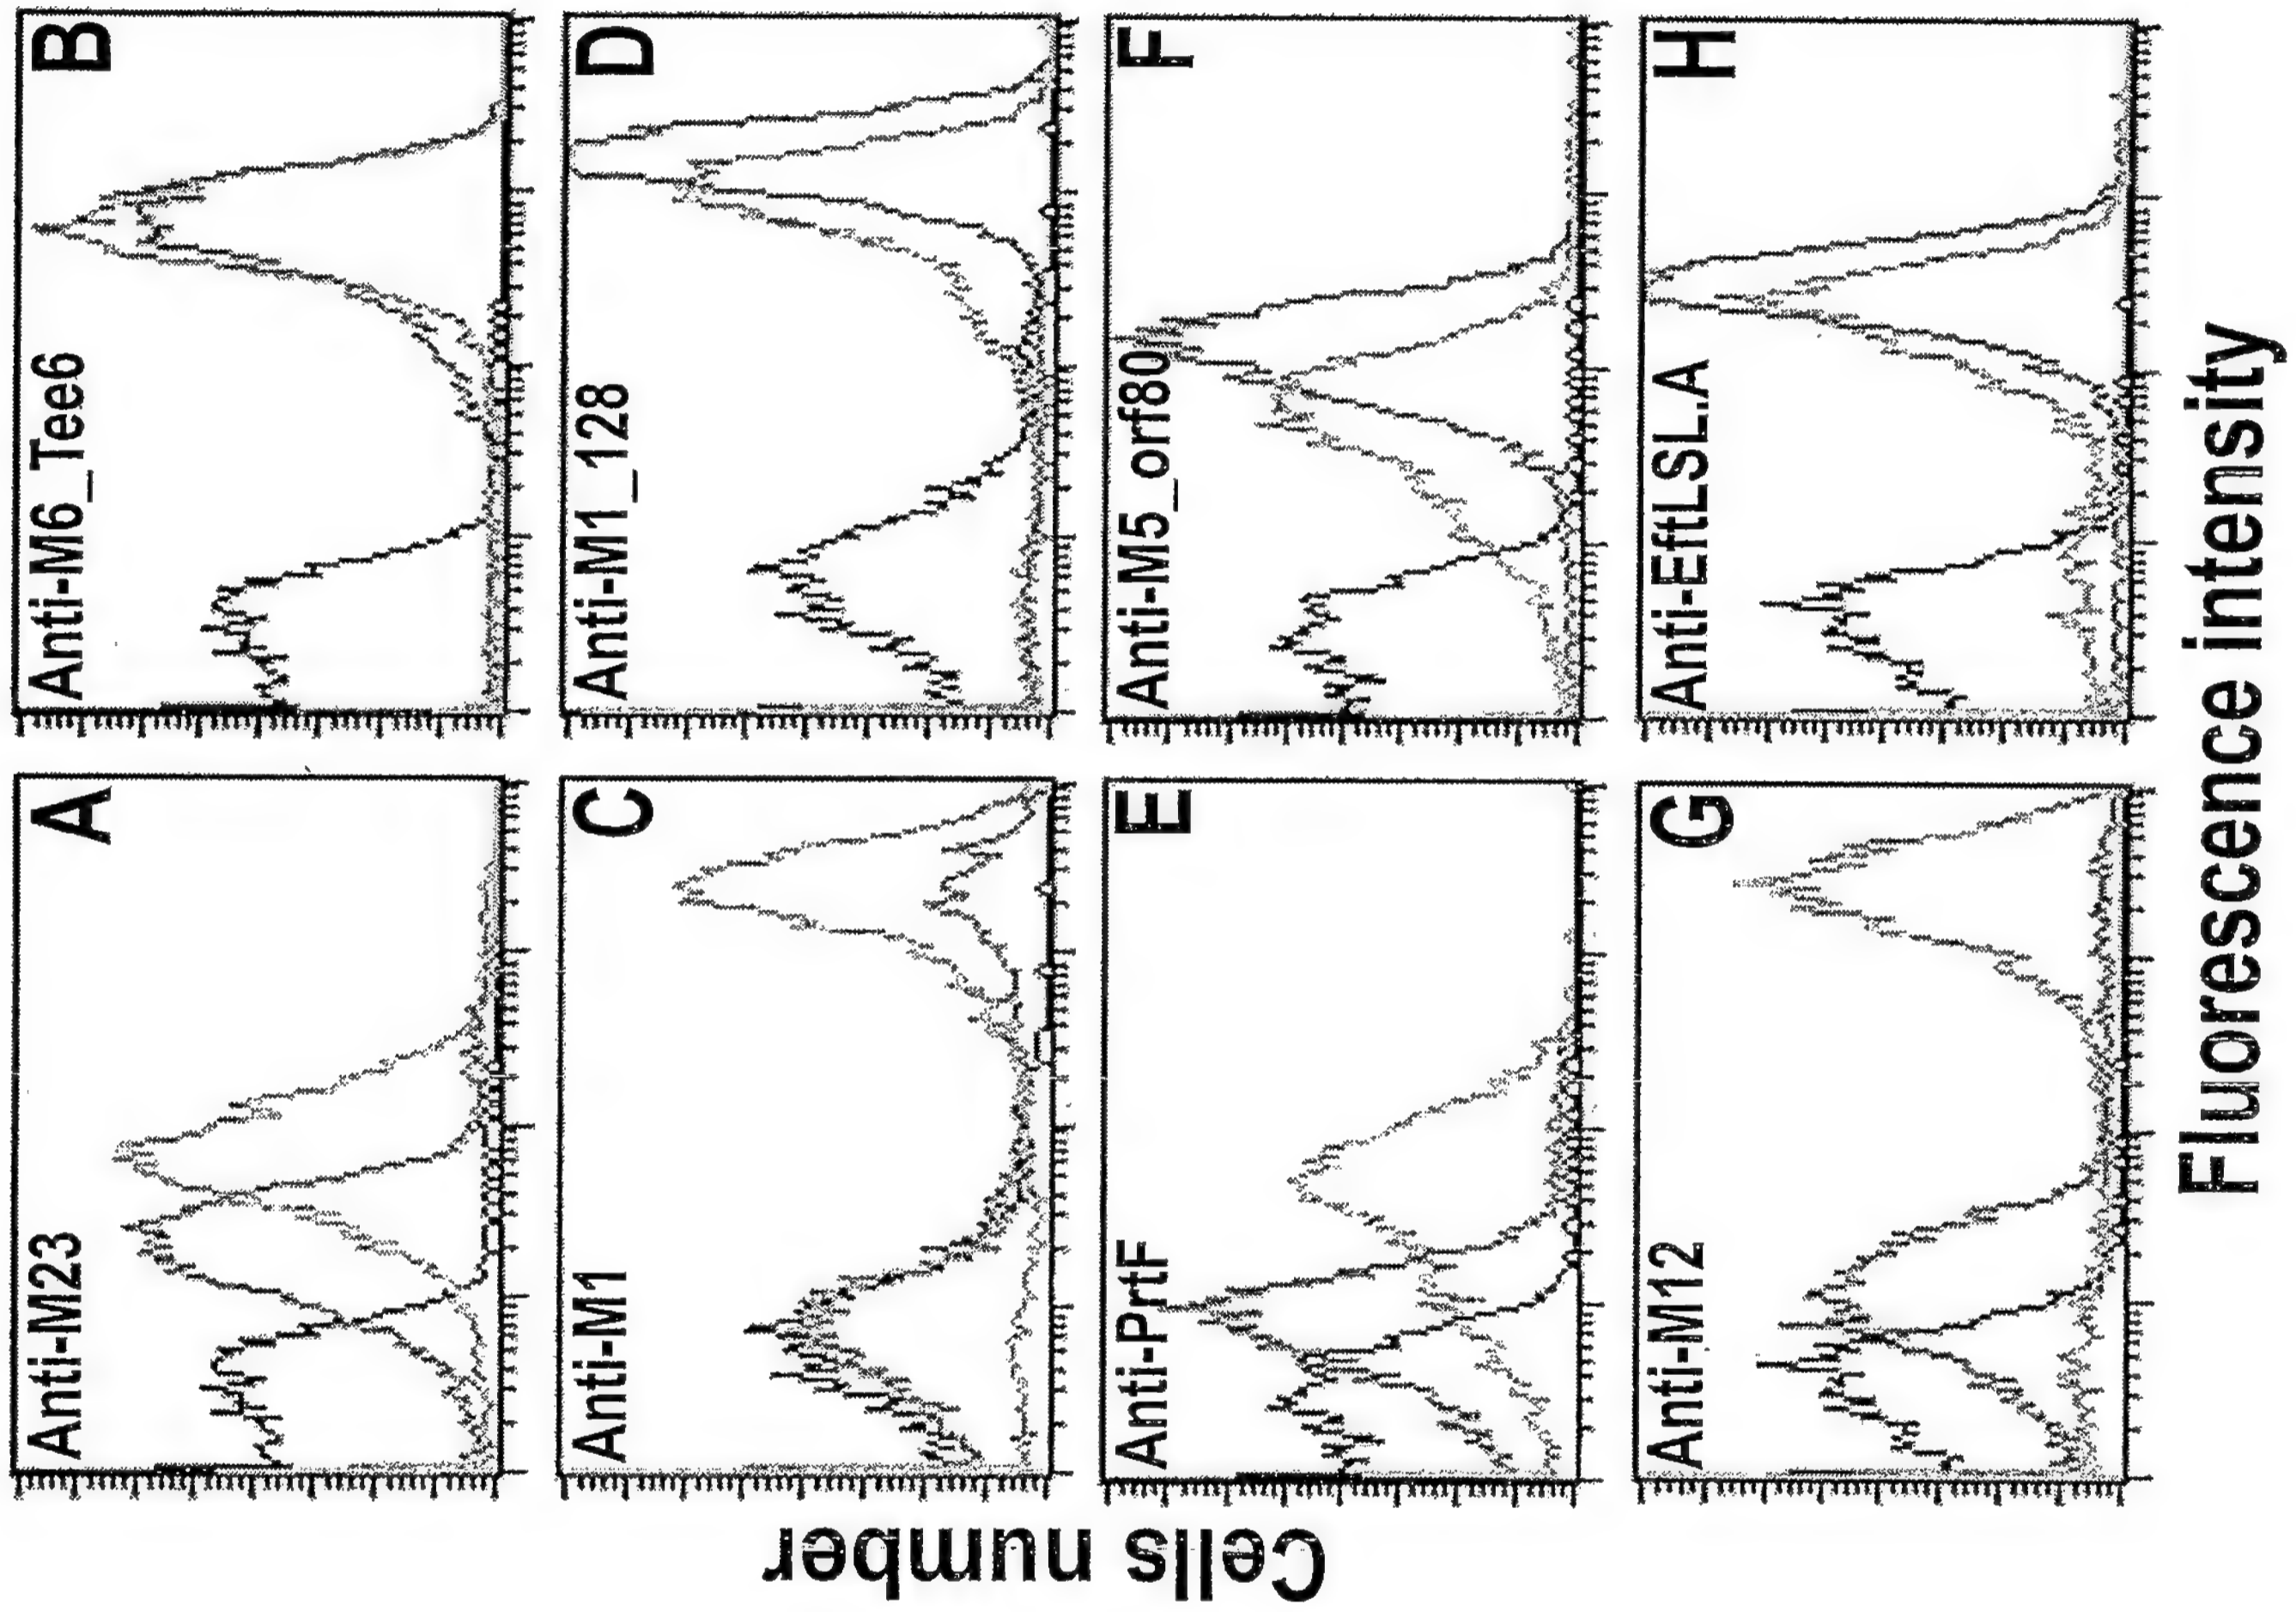 A
Anti-M23
B
Anti-M6_Tee6
C
Anti-M1
D
Anti-M1_128
E
Anti-PrtF
F
Anti-M5_orf80
G
Anti-M12
H
Anti-EftLSL.A
Cells number
Fluorescence intensity